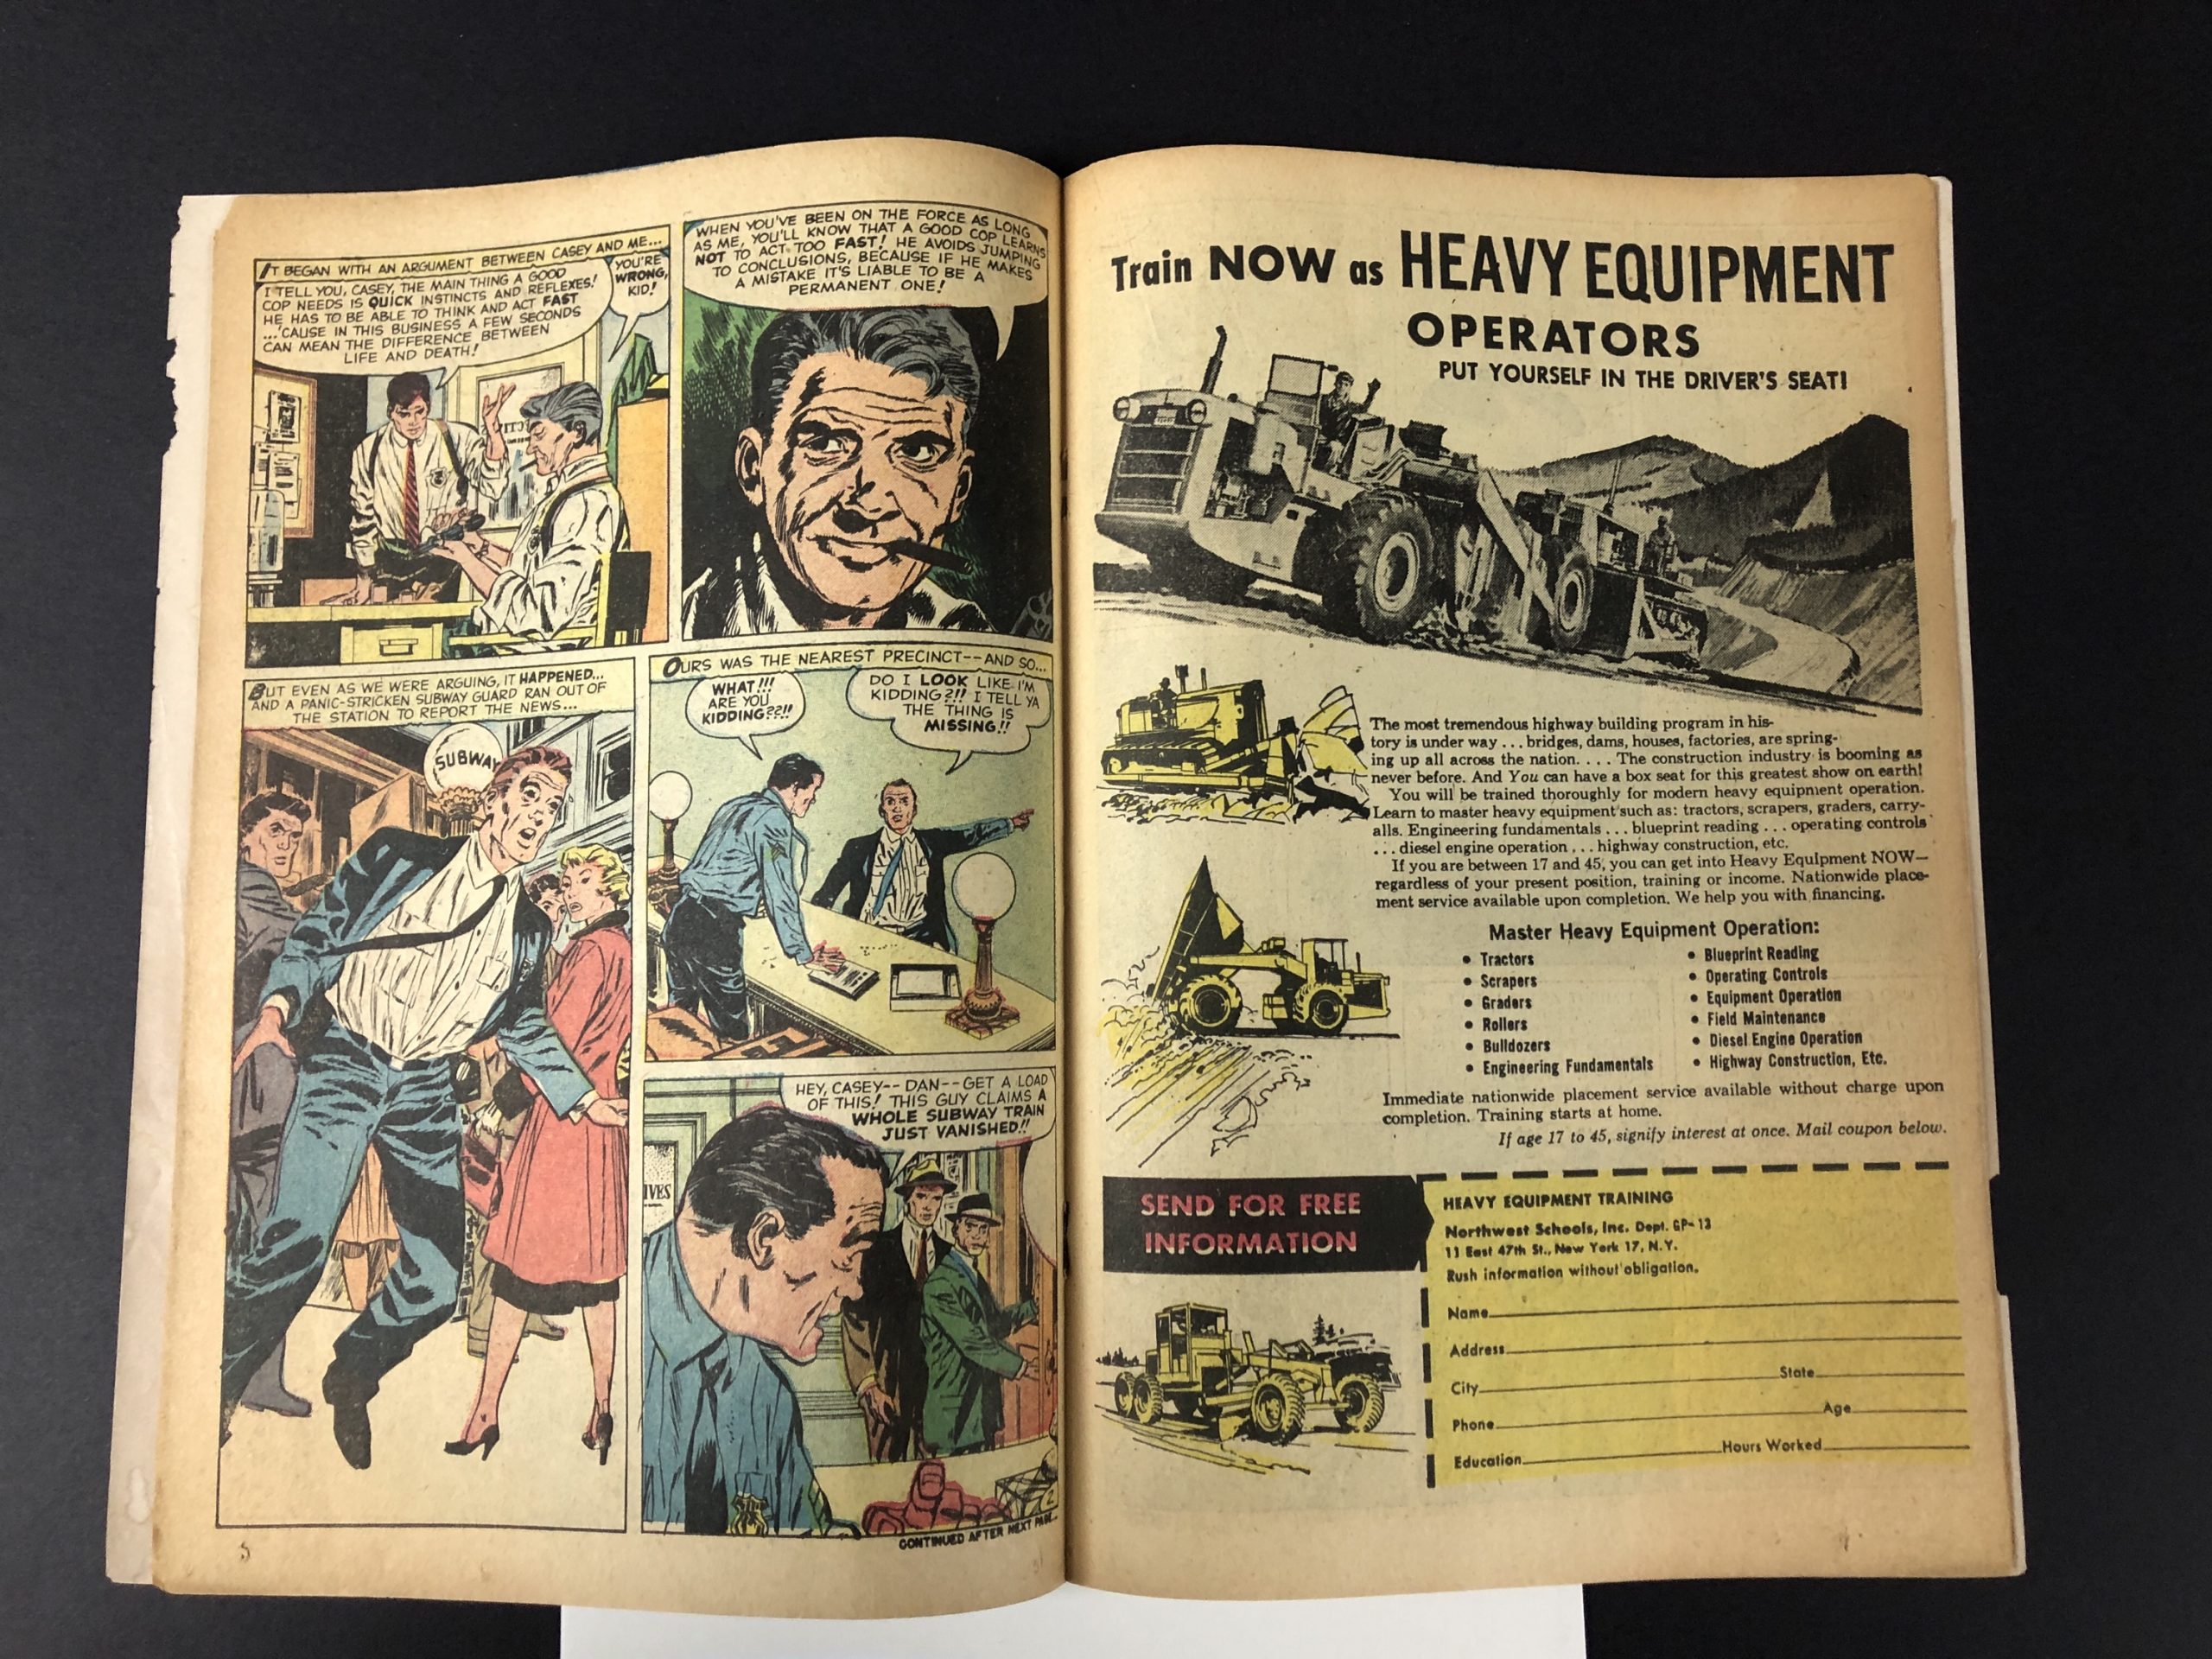 IT BEGAN WITH AN ARGUMENT BETWEEN CASEY AND ME...
I TELL YOU, CASEY, THE MAIN THING A GOOD
COP NEEDS IS QUICK INSTINCTS AND REFLEXES!
HE HAS TO BE ABLE TO THINK AND ACT FAST
...'CAUSE IN THIS BUSINESS A FEW SECONDS
CAN MEAN THE DIFFERENCE BETWEEN
LIFE AND DEATH!
YOU'RE
WRONG,
KID!
WHEN YOU'VE BEEN ON THE FORCE AS LONG
AS ME, YOU'LL KNOW THAT A GOOD COP LEARNS
NOT TO ACT TOO FAST! HE AVOIDS JUMPING
TO CONCLUSIONS, BECAUSE IF HE MAKES
A MISTAKE IT'S LIABLE TO BE A
PERMANENT ONE!
BUT EVEN AS WE WERE ARGUING, IT HAPPENED...
AND A PANIC-STRICKEN SUBWAY GUARD RAN OUT OF
THE STATION TO REPORT THE NEWS...
SUBWAY
OURS WAS THE NEAREST PRECINCT--AND SO...
WHAT!!!
ARE YOU
KIDDING??!!
DO I LOOK LIKE I'M
KIDDING?!! I TELL YA
THE THING IS
MISSING!!
HEY, CASEY-- DAN-- GET A LOAD
OF THIS! THIS GUY CLAIMS A
WHOLE SUBWAY TRAIN
JUST VANISHED!!
IVES
2
CONTINUED AFTER NEXT PAGE...
Train NOW as HEAVY EQUIPMENT
OPERATORS
PUT YOURSELF IN THE DRIVER'S SEAT!
The most tremendous highway building program in his-
tory is under way ... bridges, dams, houses, factories, are spring-
ing up all across the nation. . . . The construction industry is booming as
never before. And You can have a box seat for this greatest show on earth!
You will be trained thoroughly for modern heavy equipment operation.
Learn to master heavy equipment such as: tractors, scrapers, graders, carry-
alls. Engineering fundamentals ... blueprint reading ... operating controls
... diesel engine operation ... highway construction, etc.
If you are between 17 and 45, you can get into Heavy Equipment NOW—
regardless of your present position, training or income. Nationwide place-
ment service available upon completion. We help you with financing.
Master Heavy Equipment Operation:
• Tractors
• Scrapers
• Graders
• Rollers
• Bulldozers
• Engineering Fundamentals
• Blueprint Reading
• Operating Controls
• Equipment Operation
• Field Maintenance
• Diesel Engine Operation
• Highway Construction, Etc.
Immediate nationwide placement service available without charge upon
completion. Training starts at home.
If age 17 to 45, signify interest at once. Mail coupon below.
SEND FOR FREE
INFORMATION
HEAVY EQUIPMENT TRAINING
Northwest Schools, Inc. Dept. GP-13
11 East 47th St., New York 17, N.Y.
Rush information without obligation.
Name
Address
City State
Phone Age
Education Hours Worked